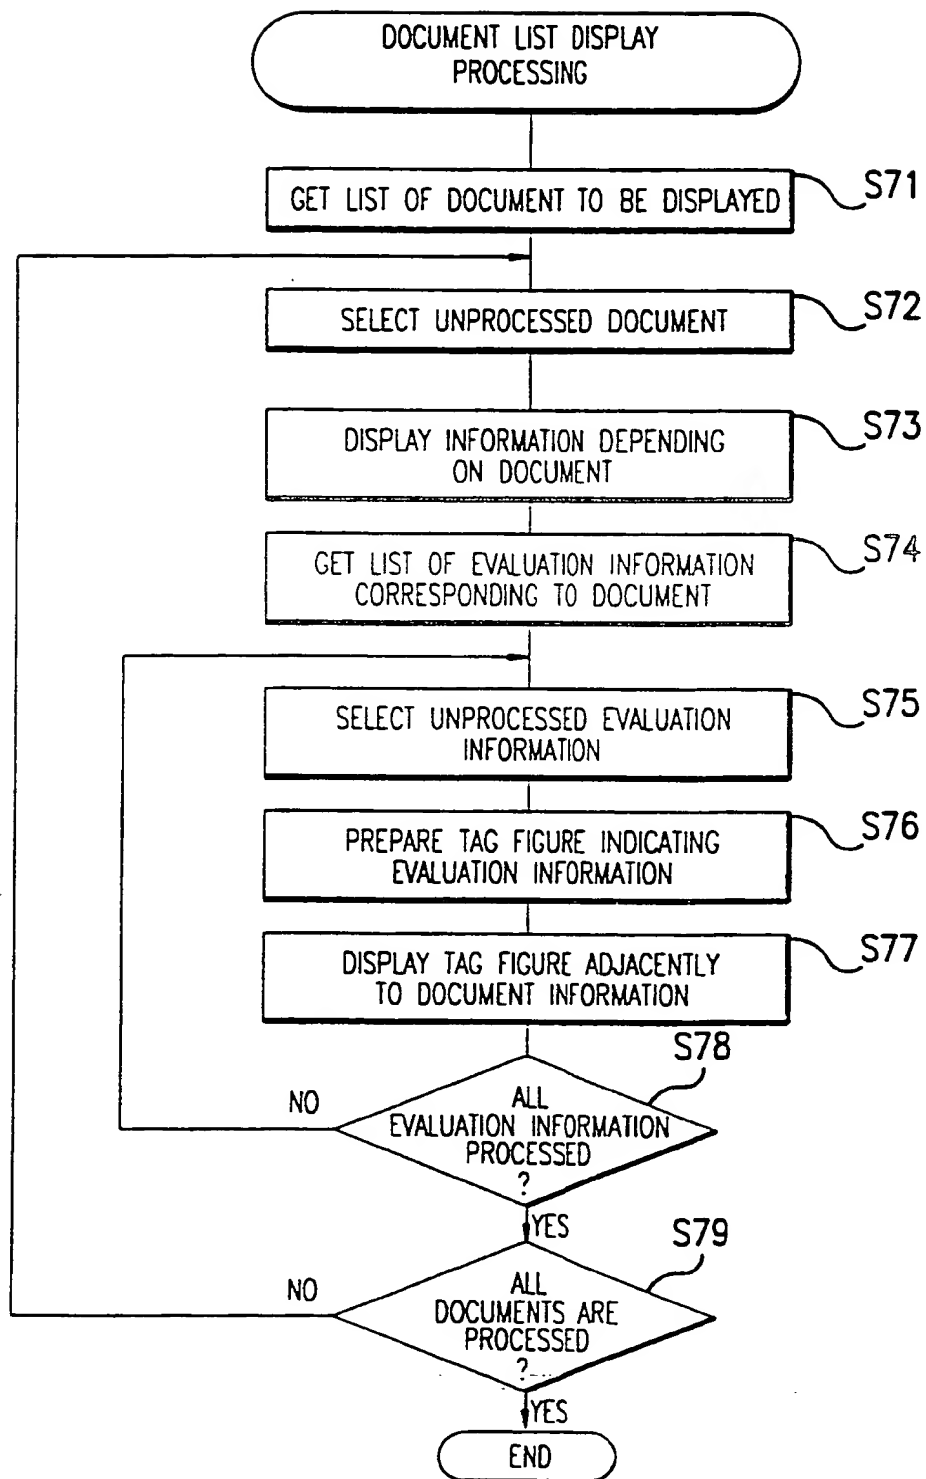 DOCUMENT LIST DISPLAY
PROCESSING
GET LIST OF DOCUMENT TO BE DISPLAYED
S71
SELECT UNPROCESSED DOCUMENT
S72
DISPLAY INFORMATION DEPENDING
ON DOCUMENT
S73
GET LIST OF EVALUATION INFORMATION
CORRESPONDING TO DOCUMENT
S74
SELECT UNPROCESSED EVALUATION
INFORMATION
S75
PREPARE TAG FIGURE INDICATING
EVALUATION INFORMATION
S76
DISPLAY TAG FIGURE ADJACENTLY
TO DOCUMENT INFORMATION
S77
S78
NO
ALL
EVALUATION INFORMATION
PROCESSED
?
YES
S79
NO
ALL
DOCUMENTS ARE
PROCESSED
?
YES
END